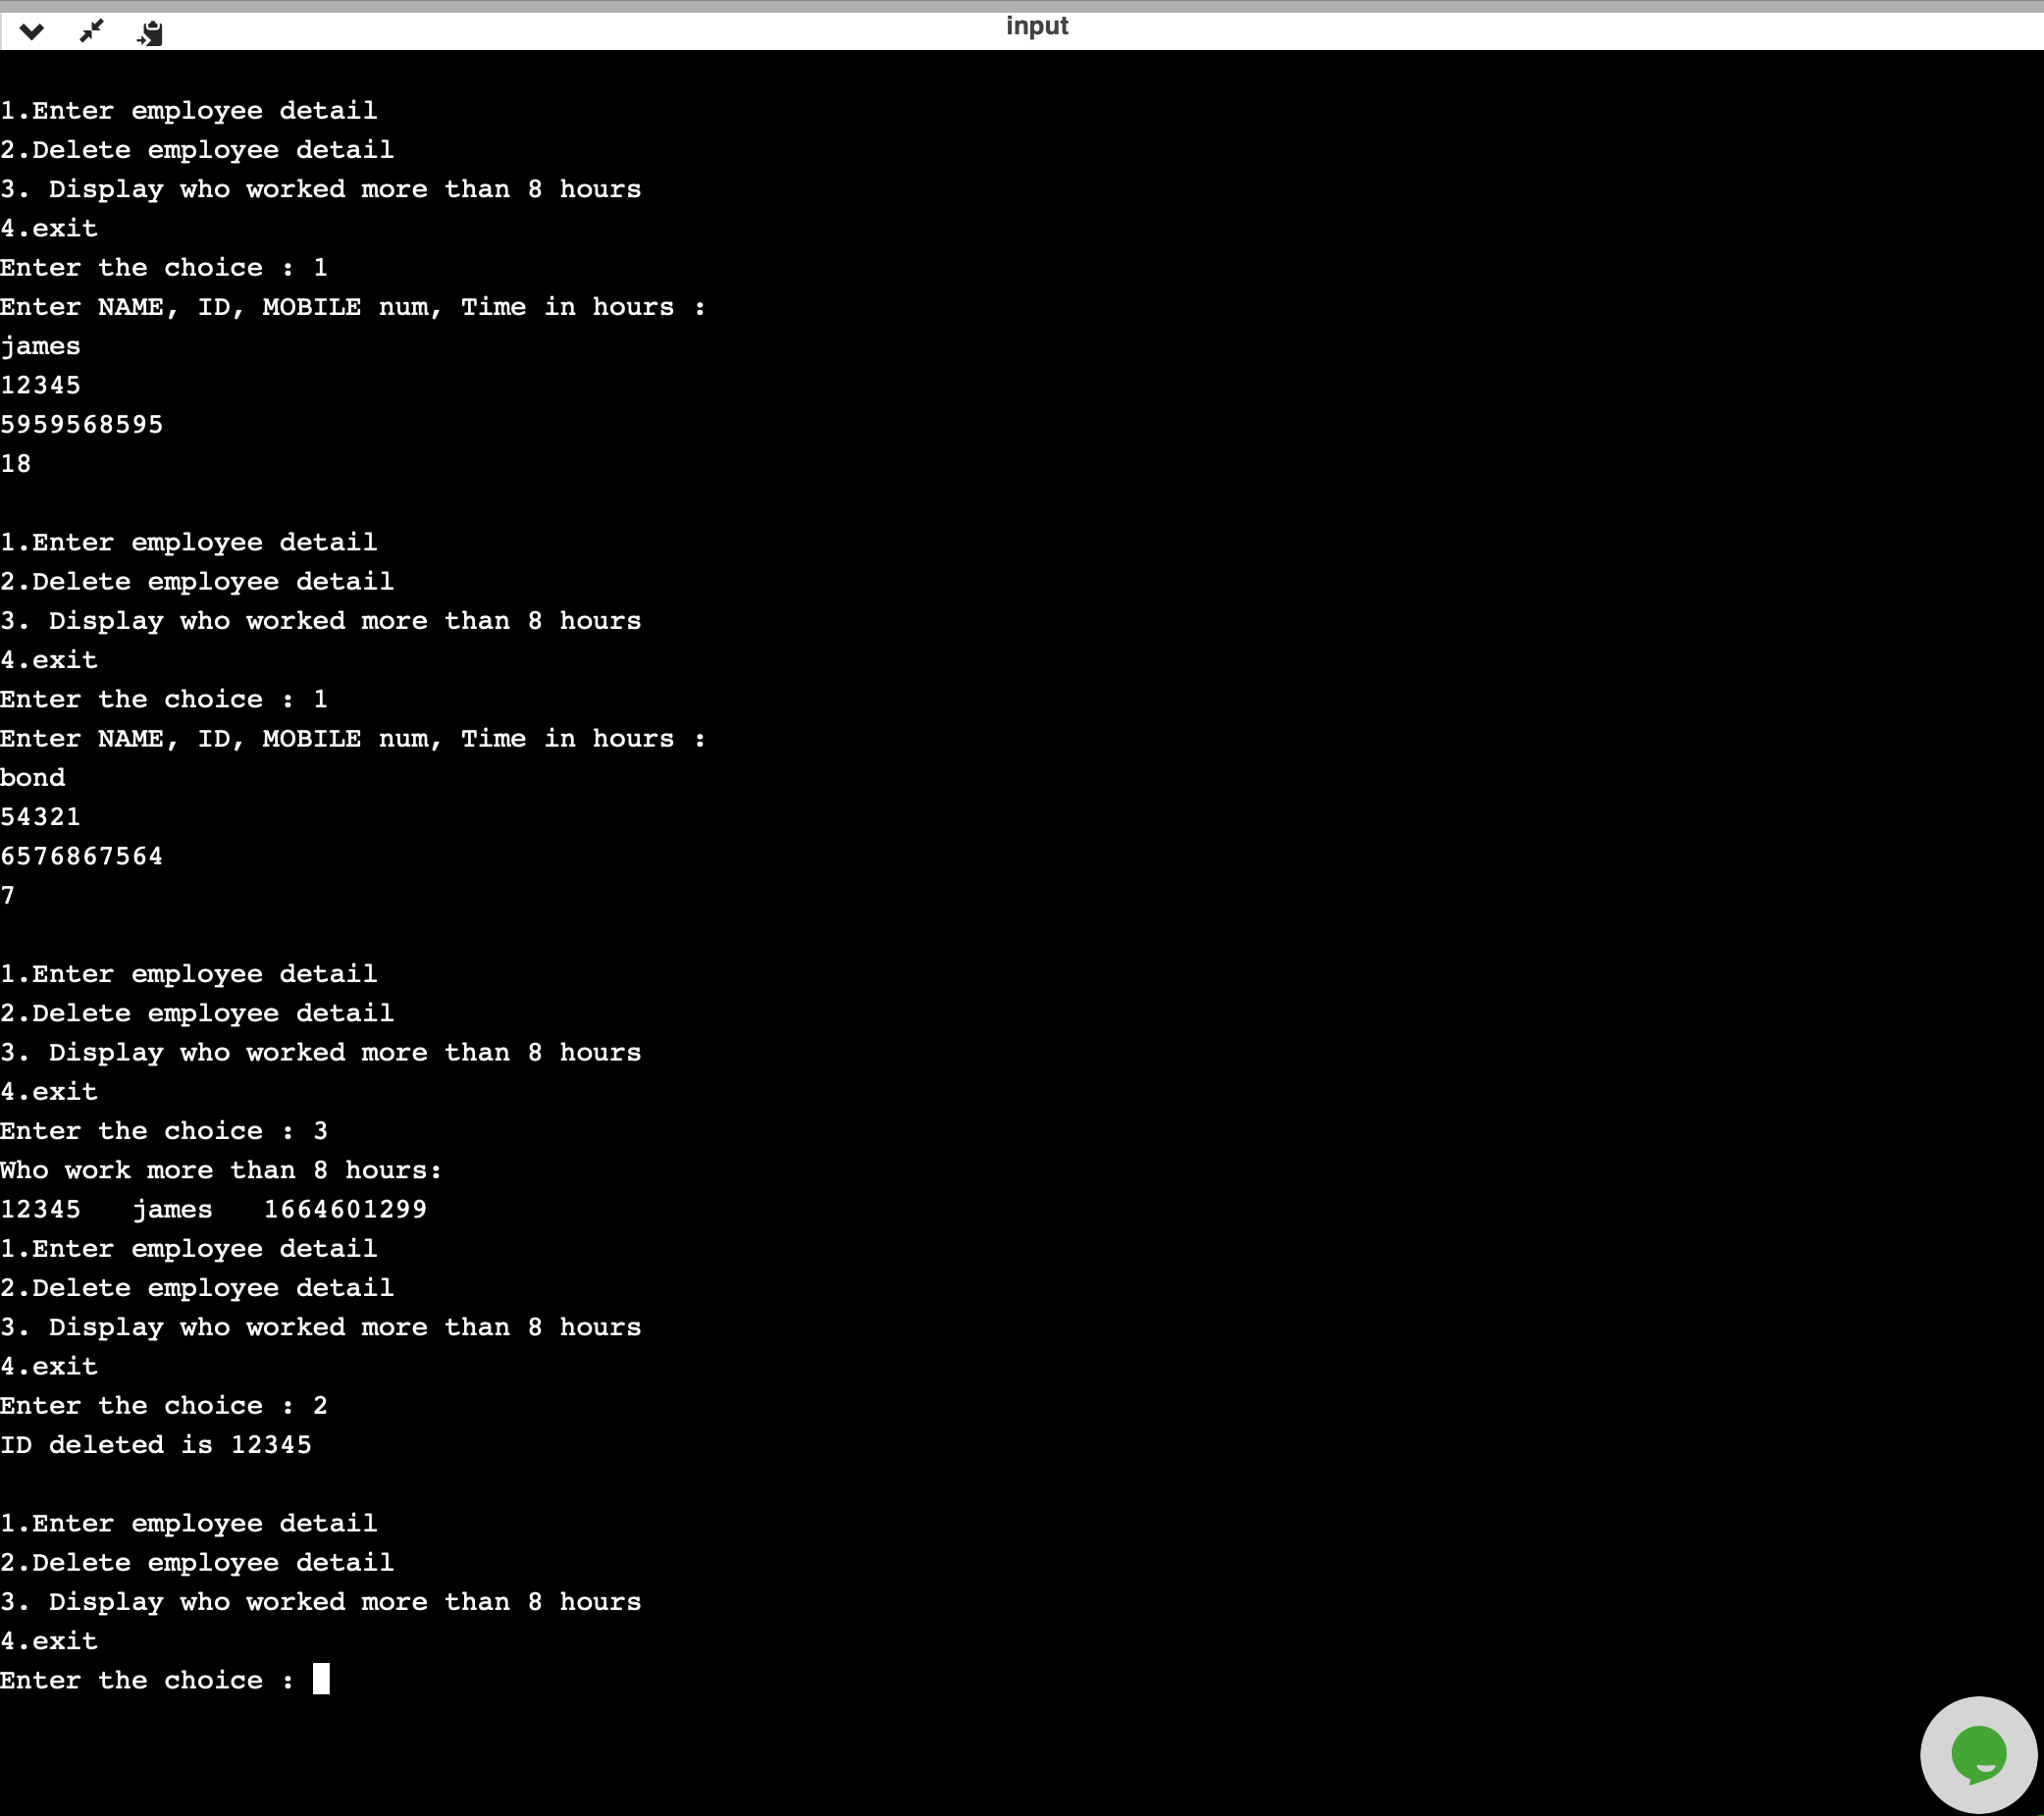 input
1.Enter employee detail
2.Delete employee detail
3. Display who worked more than 8 hours
4.exit
Enter the choice : 1
Enter NAME, ID, MOBILE num, Time in hours :
james
12345
5959568595
18
1.Enter employee detail
2.Delete employee detail
3. Display who worked more than 8 hours
4.exit
Enter the choice : 1
Enter NAME, ID, MOBILE num, Time in hours :
bond
54321
6576867564
7
1.Enter employee detail
2.Delete employee detail
3. Display who worked more than 8 hours
4.exit
Enter the choice : 3
Who work more than 8 hours:
12345   james   1664601299
1.Enter employee detail
2.Delete employee detail
3. Display who worked more than 8 hours
4.exit
Enter the choice : 2
ID deleted is 12345
1.Enter employee detail
2.Delete employee detail
3. Display who worked more than 8 hours
4.exit
Enter the choice :